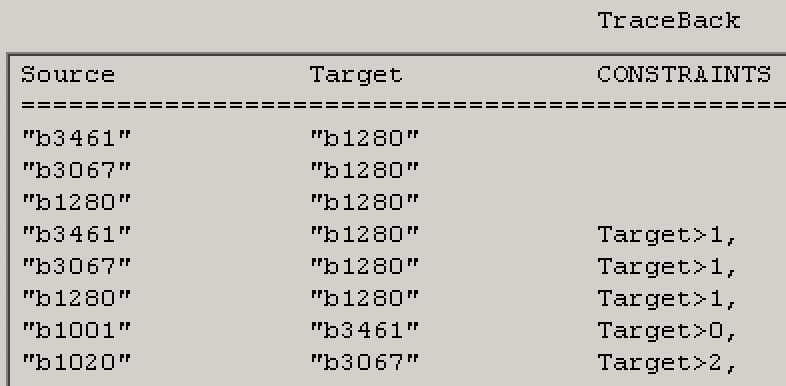 TraceBack
Source Target CONSTRAINTS
=================================================
"b3461" "b1280"
"b3067" "b1280"
"b1280" "b1280"
"b3461" "b1280" Target>1,
"b3067" "b1280" Target>1,
"b1280" "b1280" Target>1,
"b1001" "b3461" Target>0,
"b1020" "b3067" Target>2,